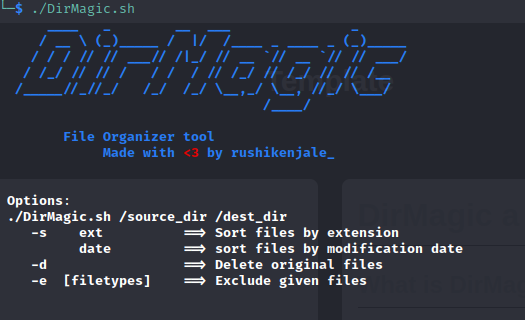 $ ./DirMagic.sh
DirMagic
File Organizer tool
Made with <3 by rushikenjale_
Options:
./DirMagic.sh /source_dir /dest_dir
-s ext ⟹ Sort files by extension
date ⟹ sort files by modification date
-d ⟹ Delete original files
-e [filetypes] ⟹ Exclude given files